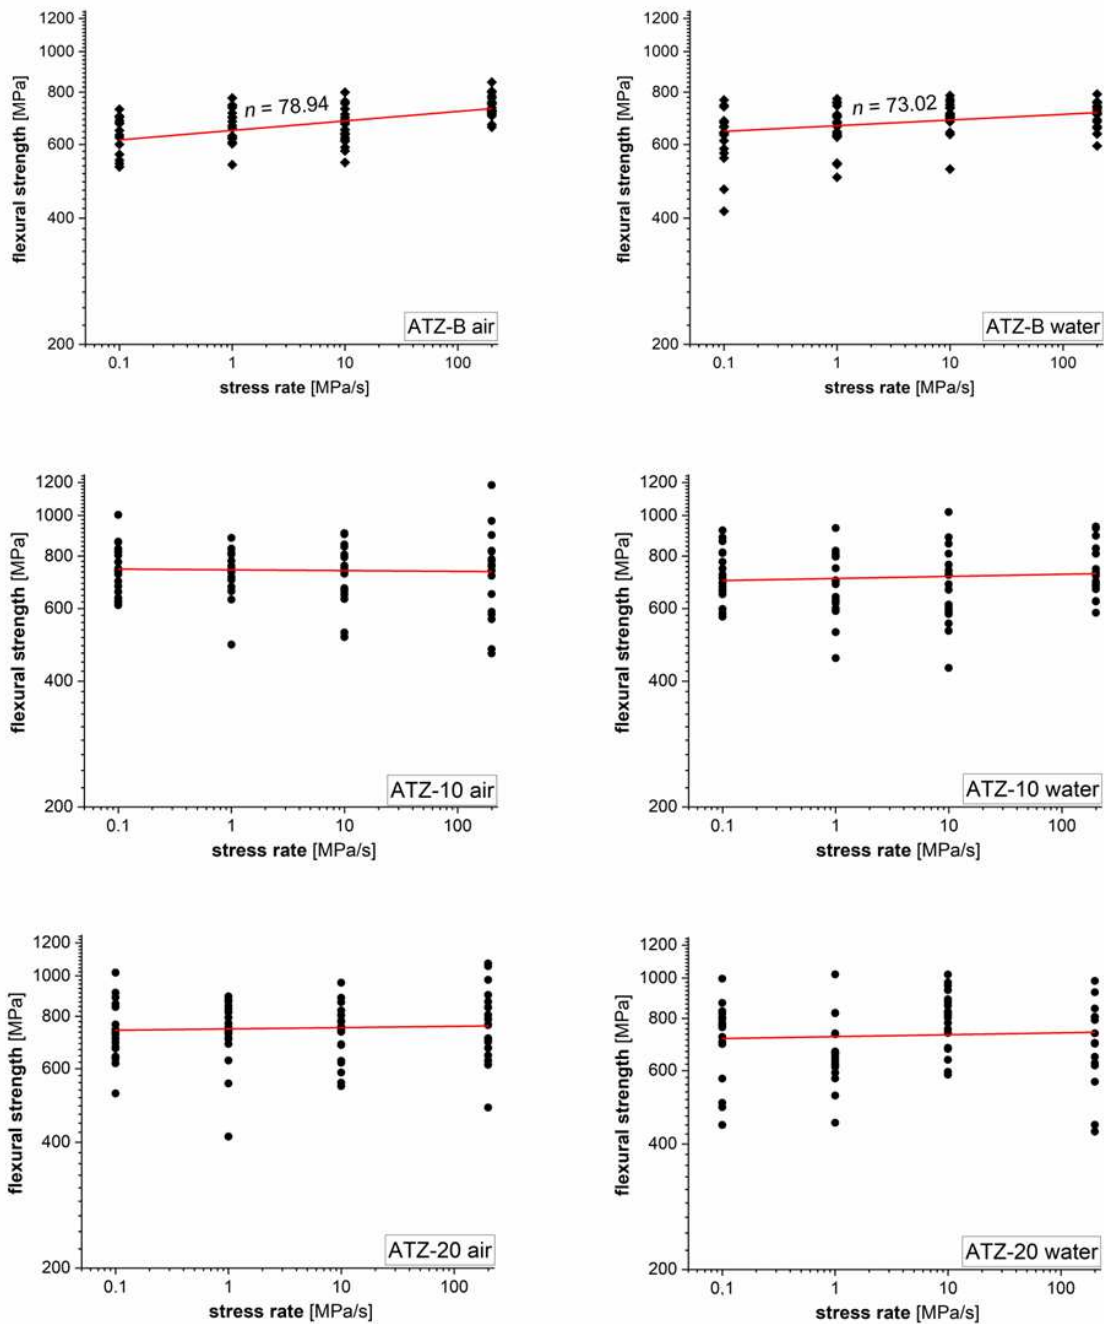 1200
1000
800
600
400
200
flexural strength [MPa]
n = 78.94
ATZ-B air
0.1 1 10 100
stress rate [MPa/s]
1200
1000
800
600
400
200
flexural strength [MPa]
n = 73.02
ATZ-B water
0.1 1 10 100
stress rate [MPa/s]
1200
1000
800
600
400
200
flexural strength [MPa]
ATZ-10 air
0.1 1 10 100
stress rate [MPa/s]
1200
1000
800
600
400
200
flexural strength [MPa]
ATZ-10 water
0.1 1 10 100
stress rate [MPa/s]
1200
1000
800
600
400
200
flexural strength [MPa]
ATZ-20 air
0.1 1 10 100
stress rate [MPa/s]
1200
1000
800
600
400
200
flexural strength [MPa]
ATZ-20 water
0.1 1 10 100
stress rate [MPa/s]